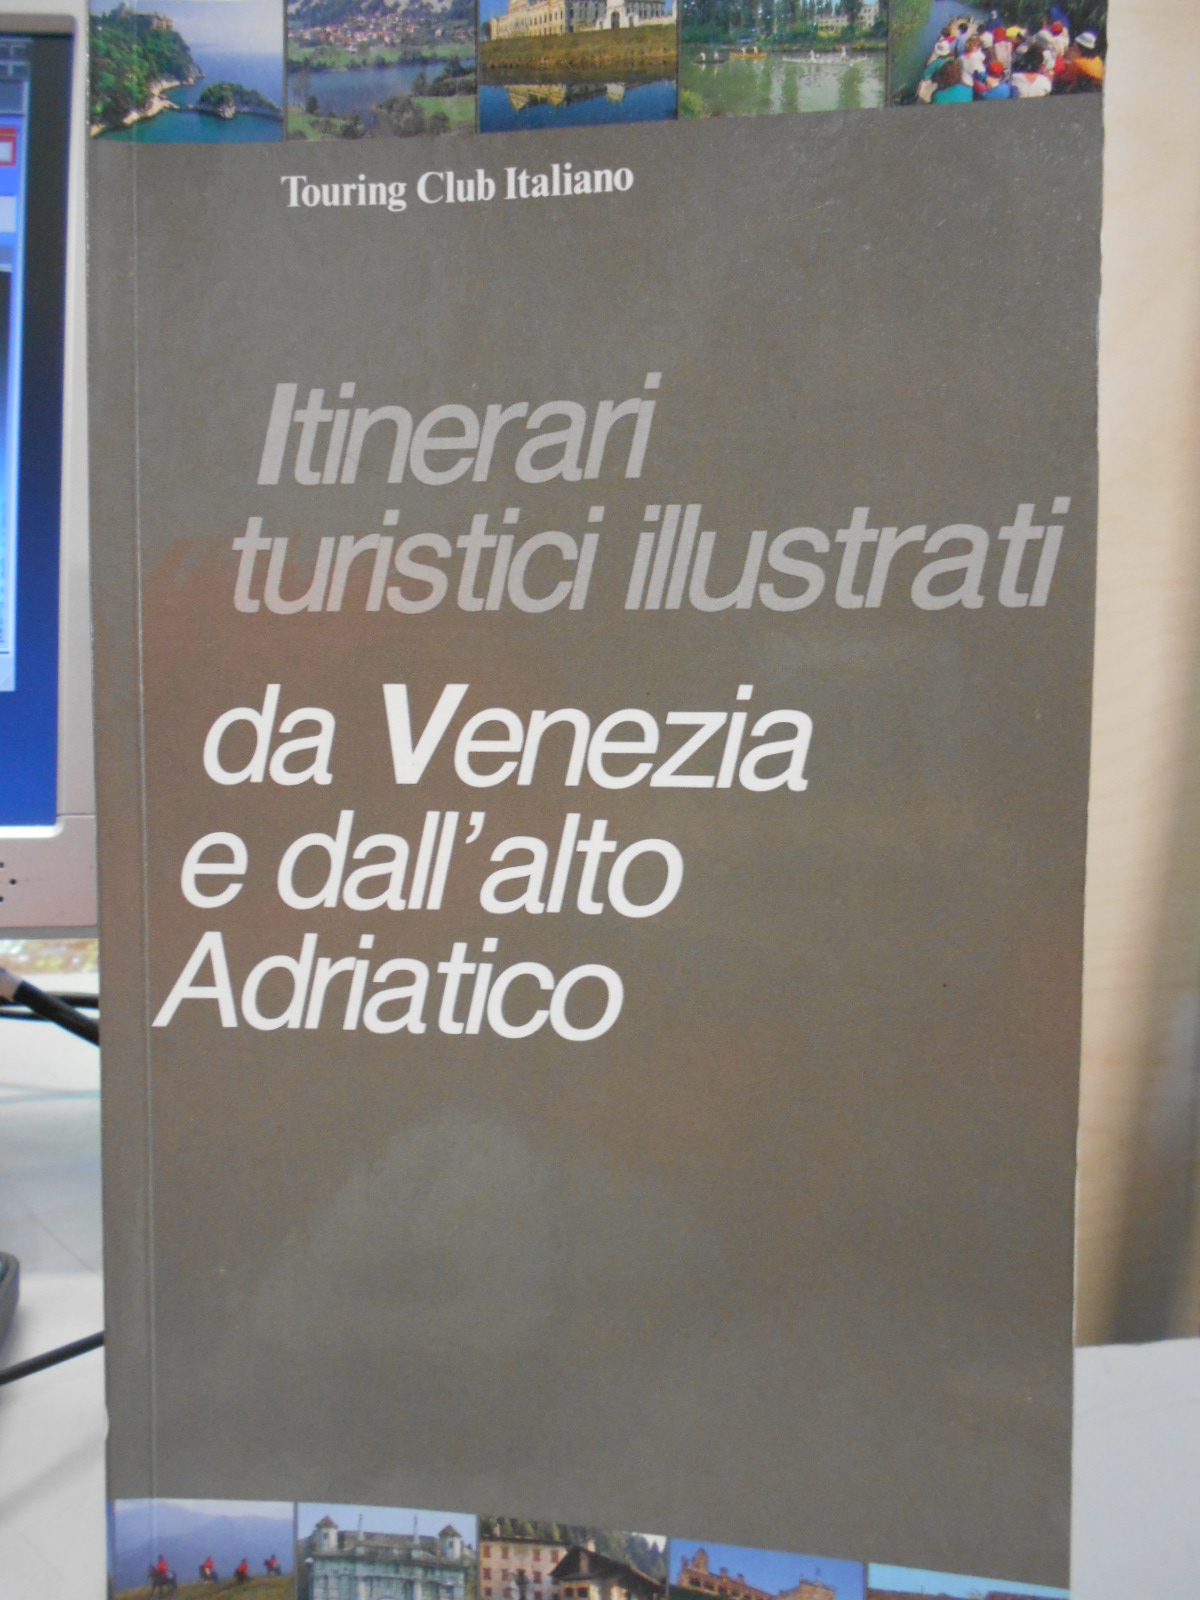 Touring Club Italiano
Itinerari
turistici illustrati
da Venezia
e dall'alto
Adriatico